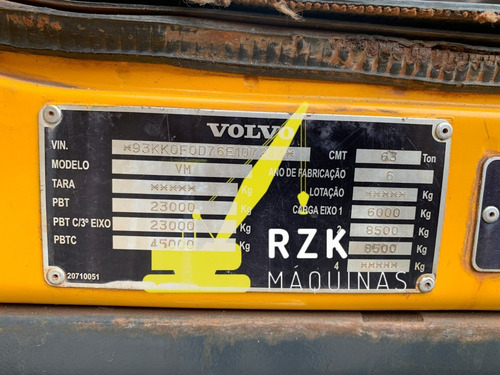 VOLVO
VIN.
MODELO VM
TARA ***** Kg
PBT 23000 Kg
PBT C/3º EIXO 23000 Kg
PBTC 45000 Kg
20710051
CMT 63 Ton
ANO DE FABRICAÇÃO 6
LOTAÇÃO ***** Kg
CARGA EIXO 1 6000 Kg
8500 Kg
8500 Kg
4 ***** Kg
RZK
MÁQUINAS